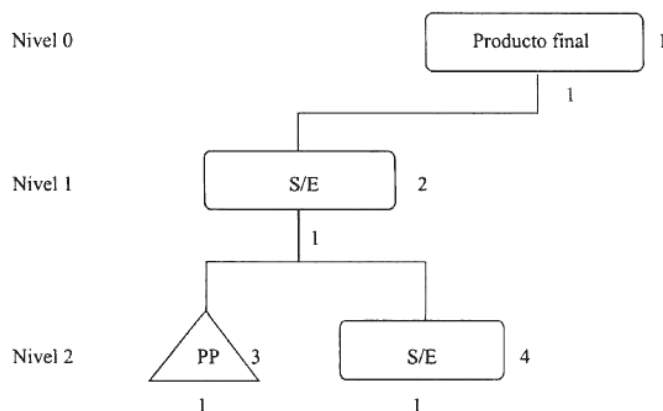 Nivel 0 Producto final 1
1
Nivel 1 S/E 2
1
Nivel 2 PP 3 S/E 4
1 1